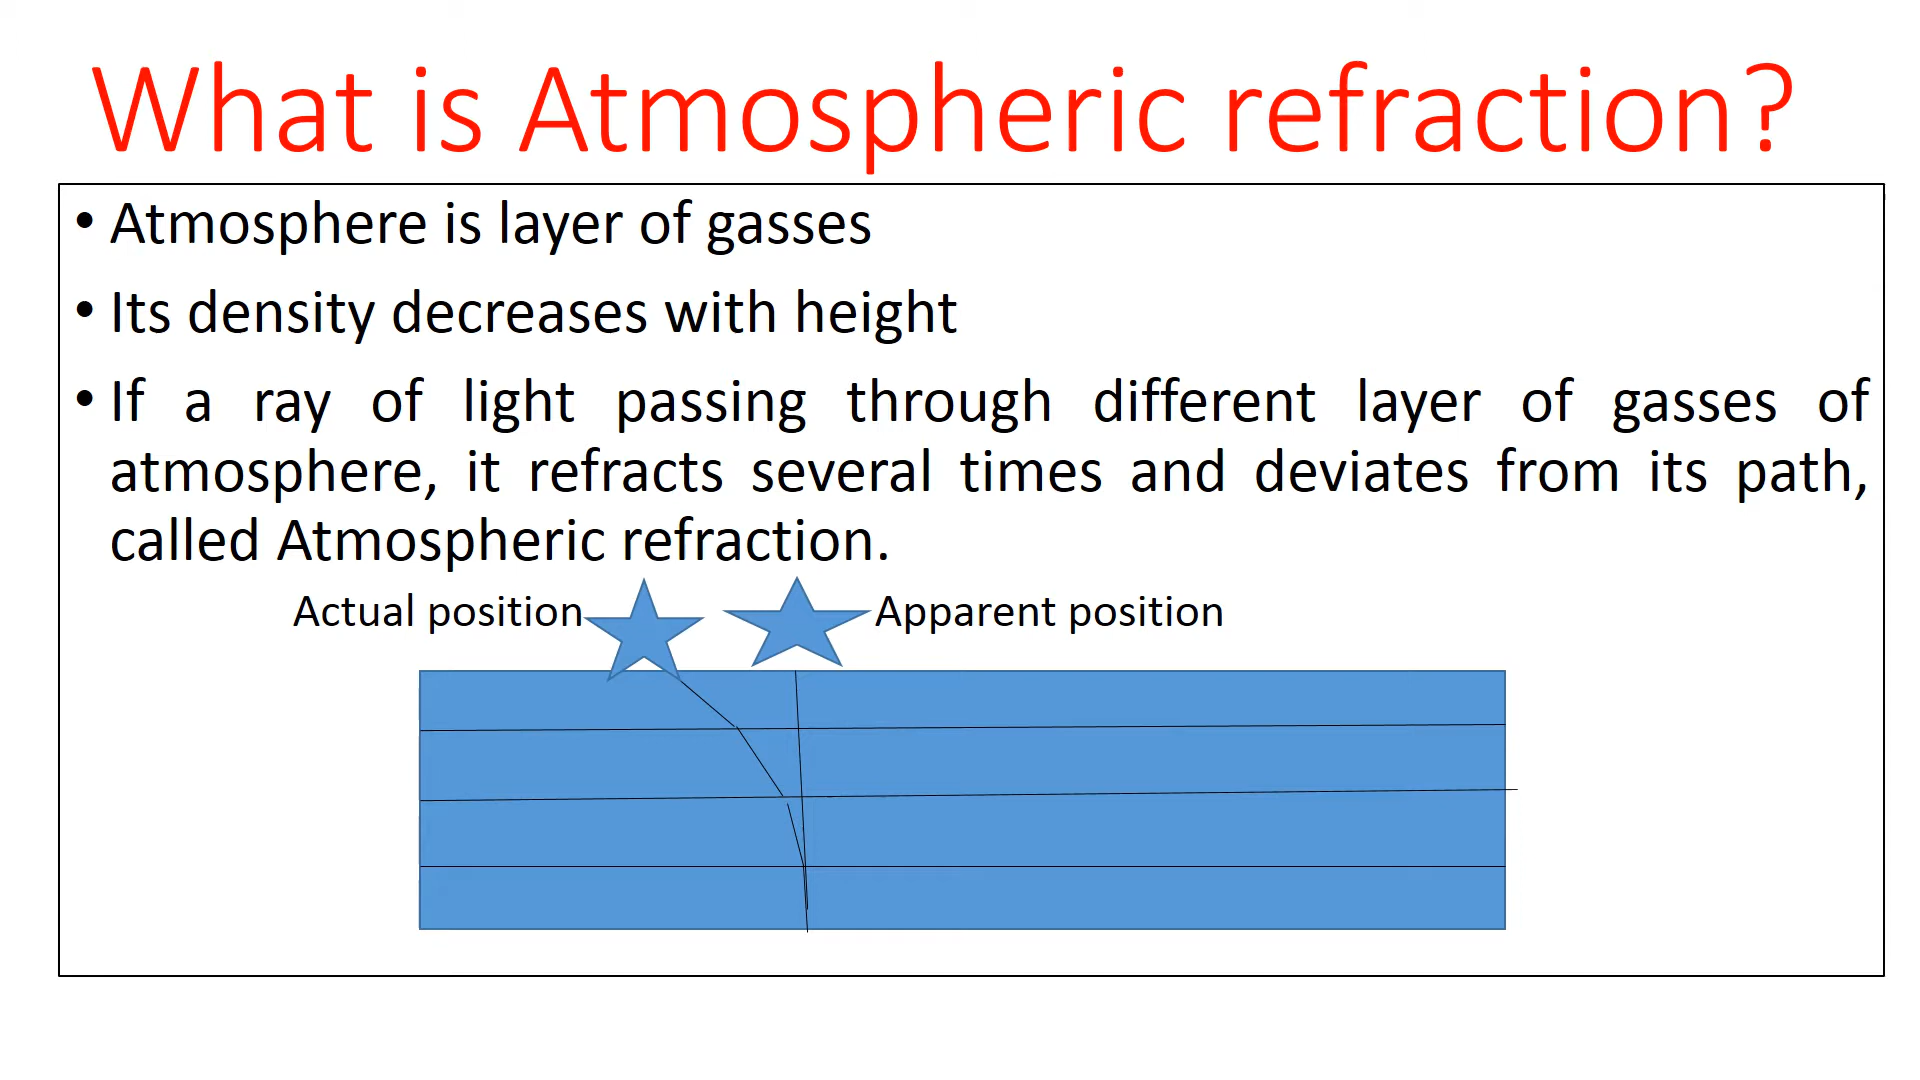 What is Atmospheric refraction?
• Atmosphere is layer of gasses
• Its density decreases with height
• If a ray of light passing through different layer of gasses of
atmosphere, it refracts several times and deviates from its path,
called Atmospheric refraction.
Actual position
Apparent position